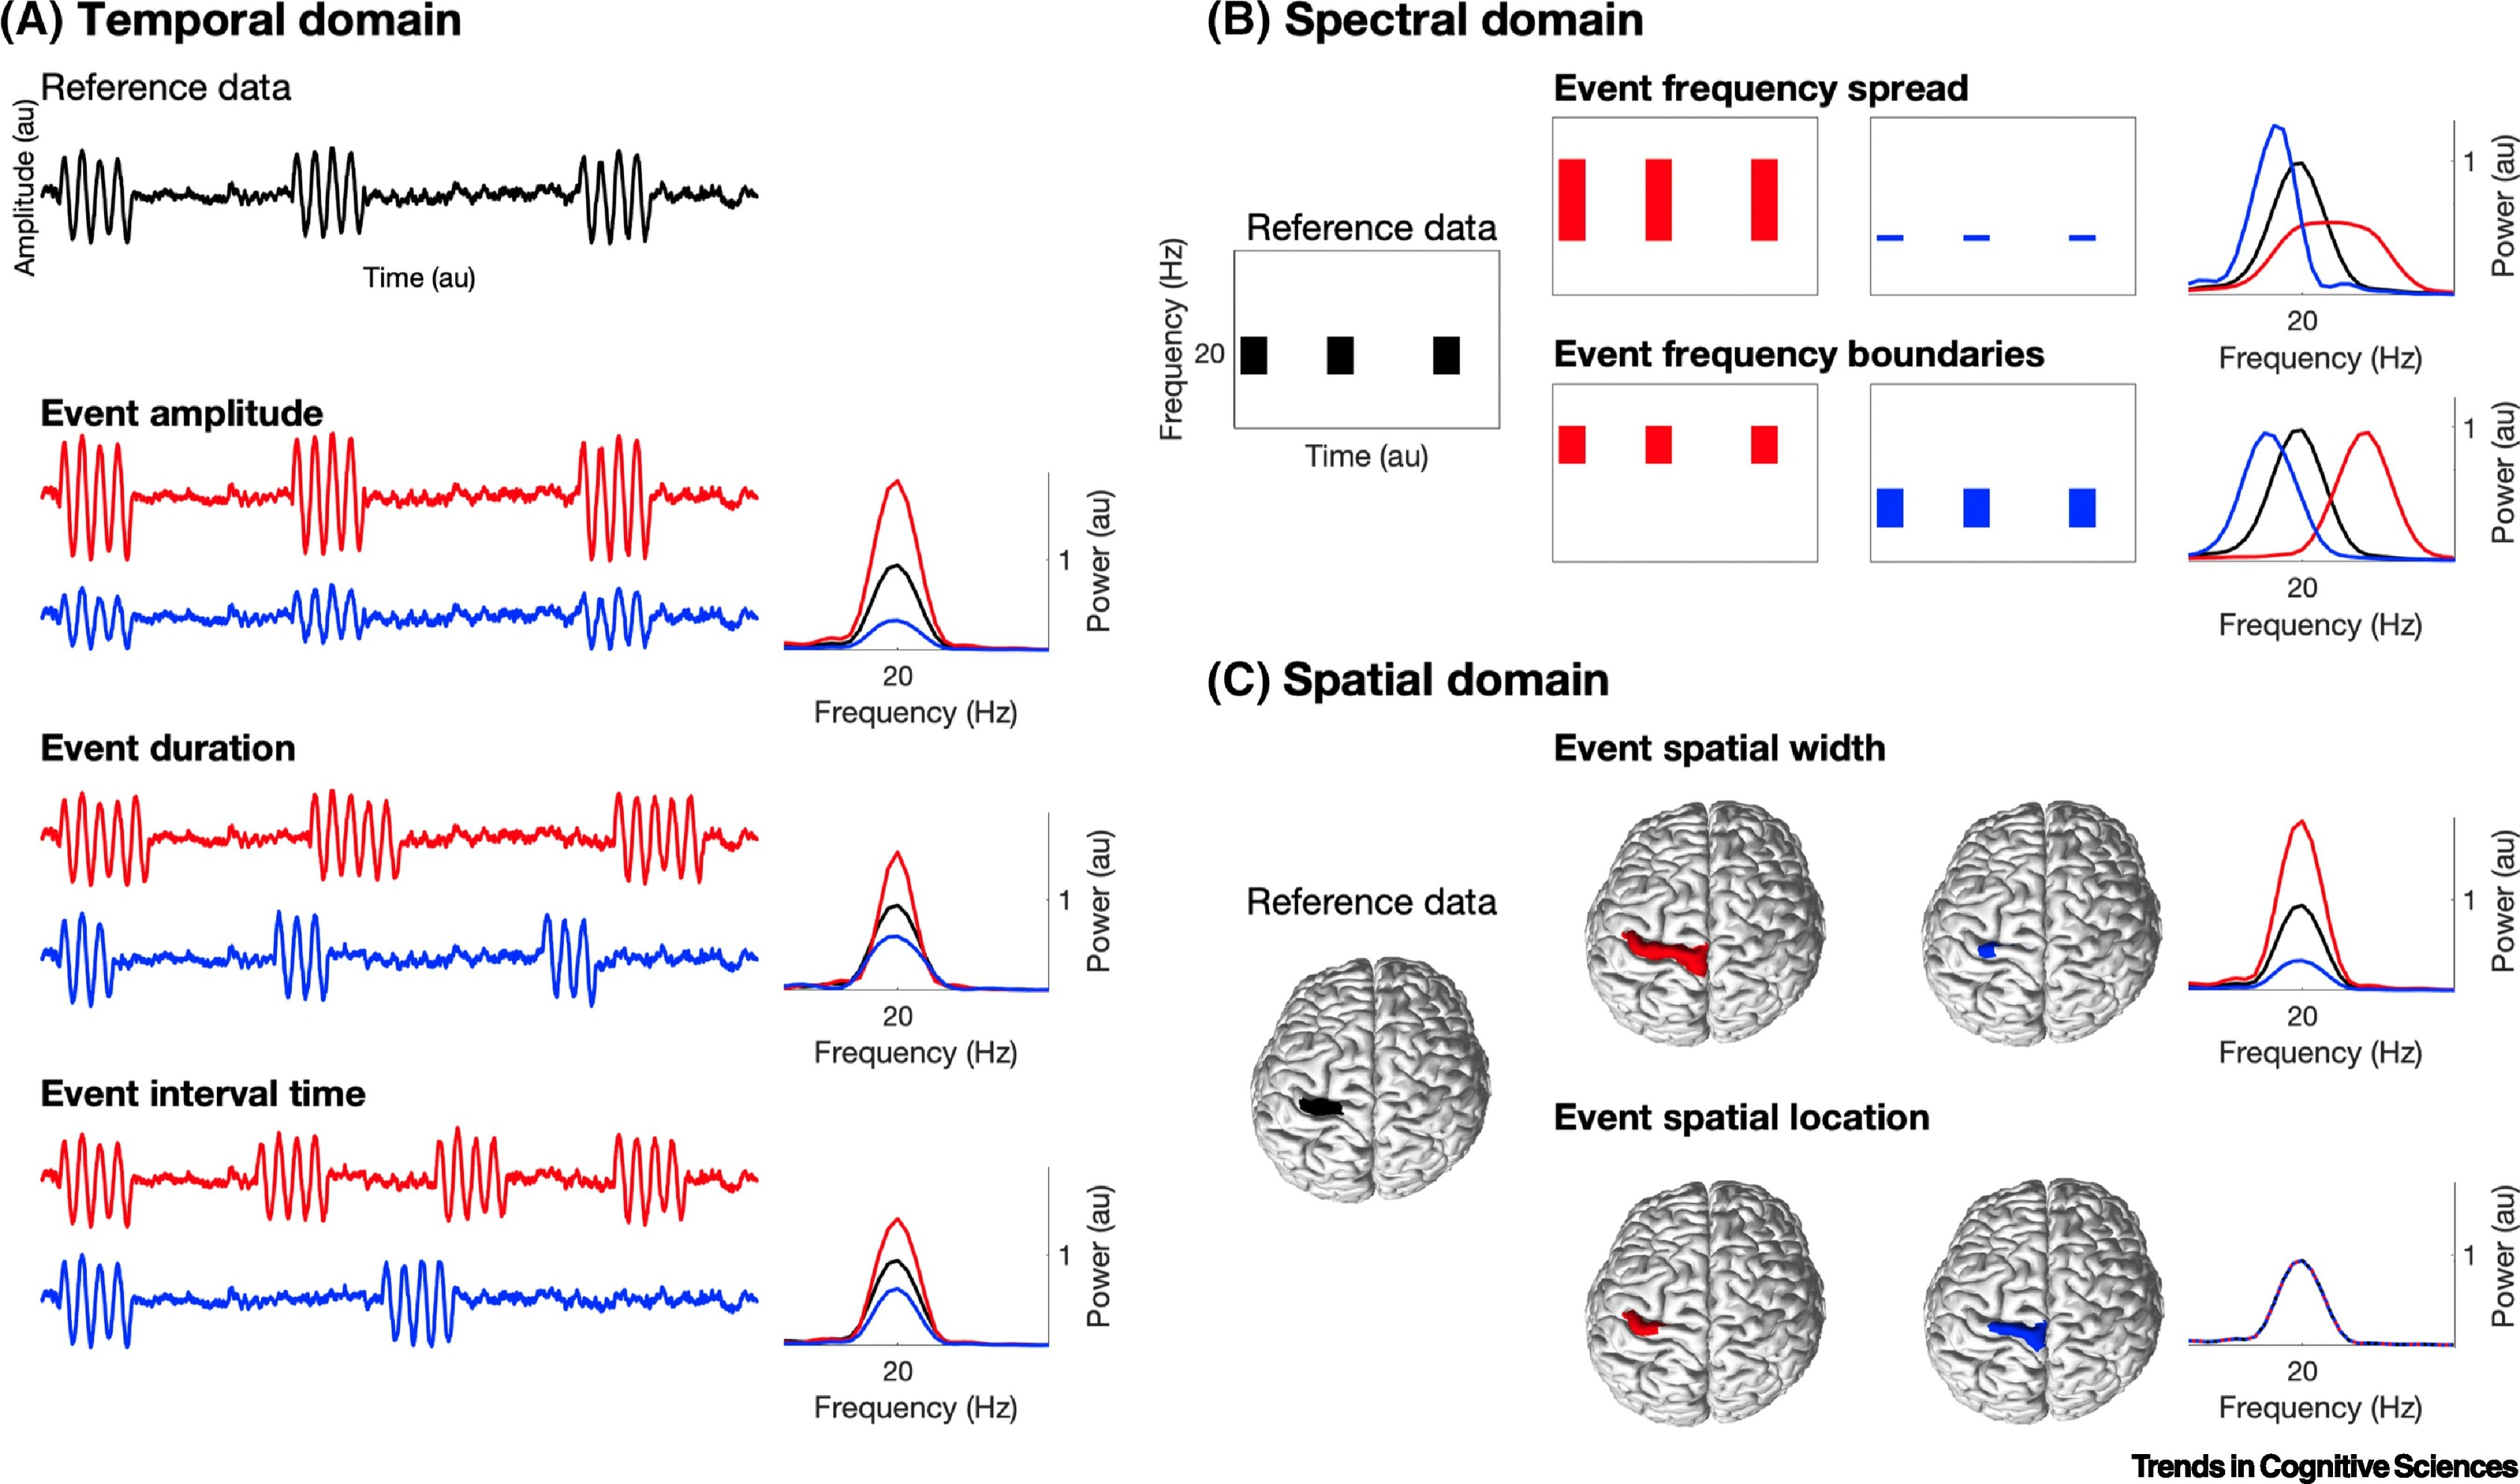 (A) Temporal domain
Reference data
Amplitude (au)
Time (au)
Event amplitude
1
Power (au)
20
Frequency (Hz)
Event duration
1
Power (au)
20
Frequency (Hz)
Event interval time
1
Power (au)
20
Frequency (Hz)
(B) Spectral domain
Reference data
Frequency (Hz)
20
Time (au)
Event frequency spread
1
Power (au)
20
Frequency (Hz)
Event frequency boundaries
1
Power (au)
20
Frequency (Hz)
(C) Spatial domain
Reference data
Event spatial width
1
Power (au)
20
Frequency (Hz)
Event spatial location
1
Power (au)
20
Frequency (Hz)
Trends in Cognitive Sciences